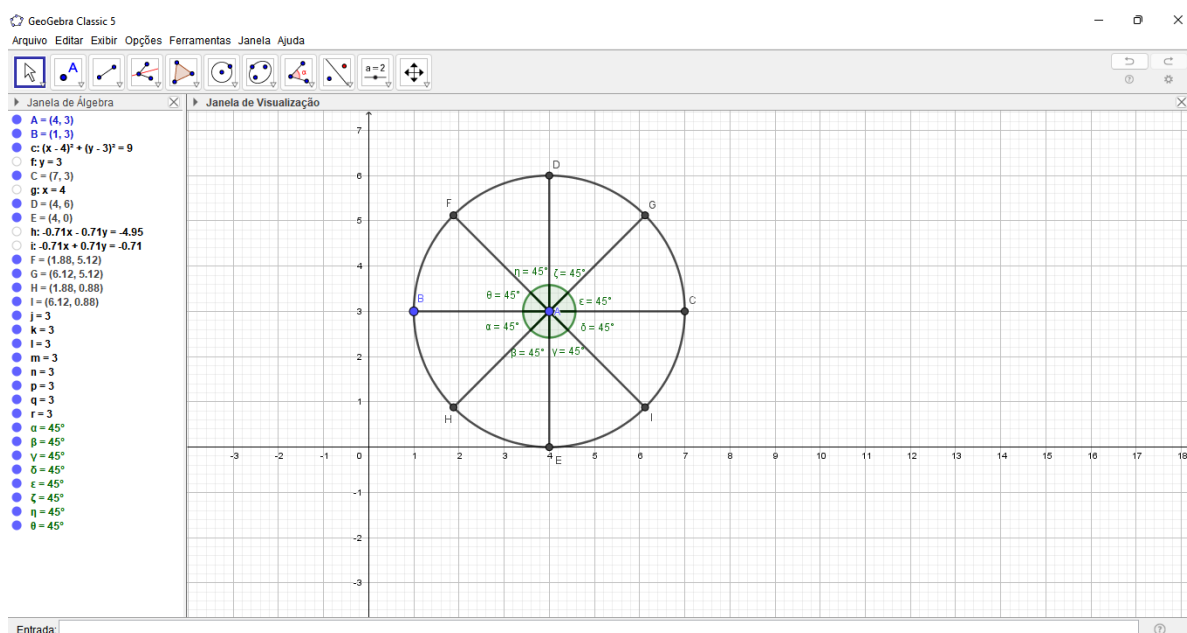 GeoGebra Classic 5
Arquivo Editar Exibir Opções Ferramentas Janela Ajuda
A
α
a=2
Janela de Álgebra
Janela de Visualização
A = (4, 3)
B = (1, 3)
c: (x - 4)² + (y - 3)² = 9
f: y = 3
C = (7, 3)
g: x = 4
D = (4, 6)
E = (4, 0)
h: -0.71x - 0.71y = -4.95
i: -0.71x + 0.71y = -0.71
F = (1.88, 5.12)
G = (6.12, 5.12)
H = (1.88, 0.88)
I = (6.12, 0.88)
j = 3
k = 3
l = 3
m = 3
n = 3
p = 3
q = 3
r = 3
α = 45°
β = 45°
γ = 45°
δ = 45°
ε = 45°
ζ = 45°
η = 45°
θ = 45°
7
D
6
F
G
5
η = 45°
ζ = 45°
4
θ = 45°
ε = 45°
B
A
C
3
α = 45°
δ = 45°
β = 45°
γ = 45°
2
1
H
I
-3 -2 -1 0 1 2 3 4 5 6 7 8 9 10 11 12 13 14 15 16 17 18
E
-1
-2
-3
Entrada: